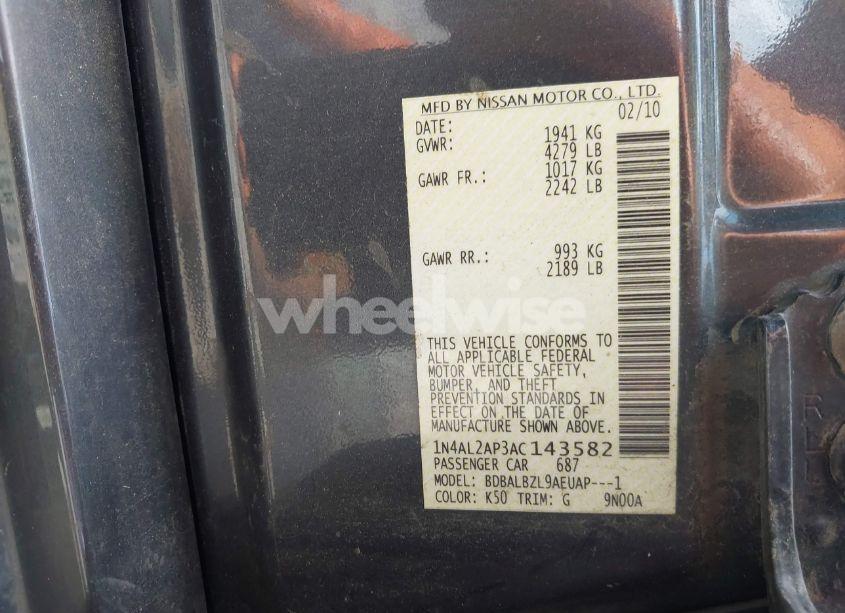 MFD BY NISSAN MOTOR CO., LTD.
DATE: 02/10
GVWR: 1941 KG
4279 LB
GAWR FR.: 1017 KG
2242 LB
GAWR RR.: 993 KG
2189 LB
wheelwise
THIS VEHICLE CONFORMS TO
ALL APPLICABLE FEDERAL
MOTOR VEHICLE SAFETY,
BUMPER, AND THEFT
PREVENTION STANDARDS IN
EFFECT ON THE DATE OF
MANUFACTURE SHOWN ABOVE.
1N4AL2AP3AC143582
PASSENGER CAR 687
MODEL: BDBALBZL9AEUAP---1
COLOR: K50 TRIM: G 9N00A